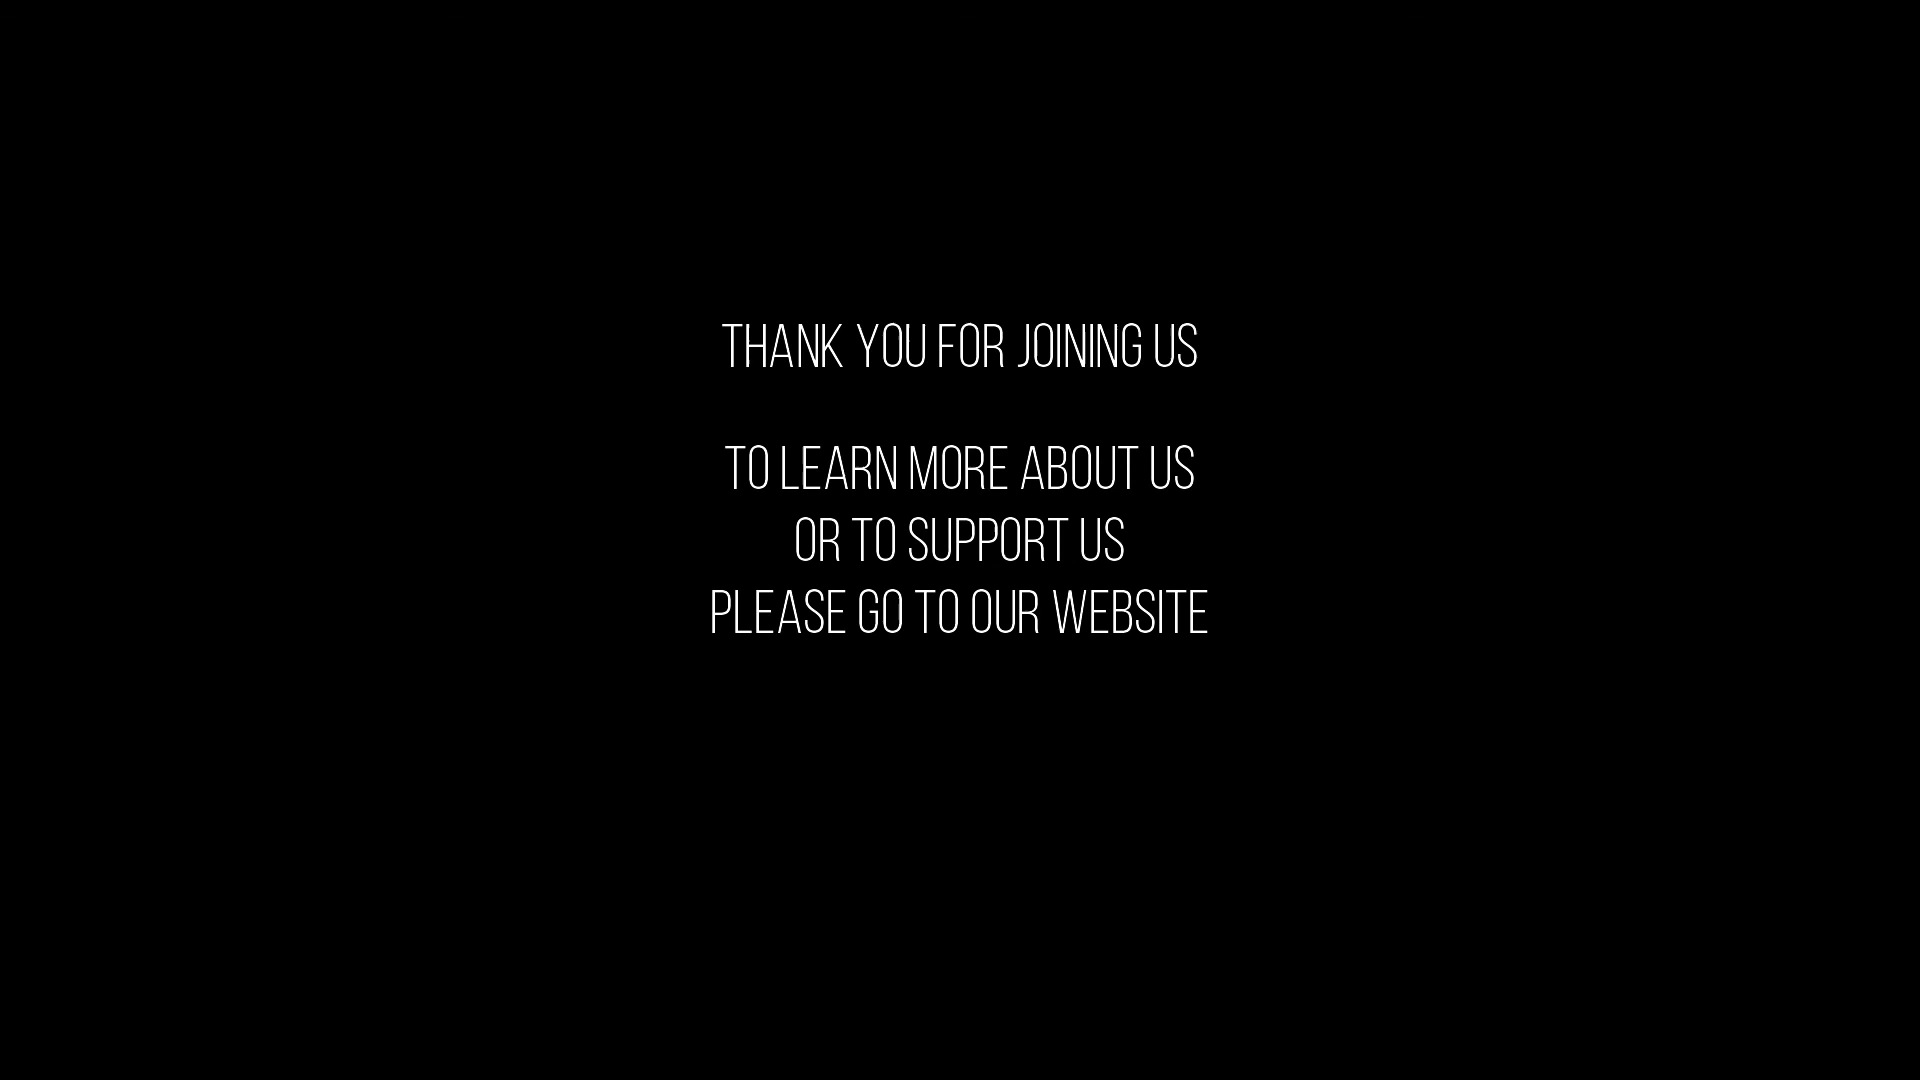 THANK YOU FOR JOINING US
TO LEARN MORE ABOUT US
OR TO SUPPORT US
PLEASE GO TO OUR WEBSITE